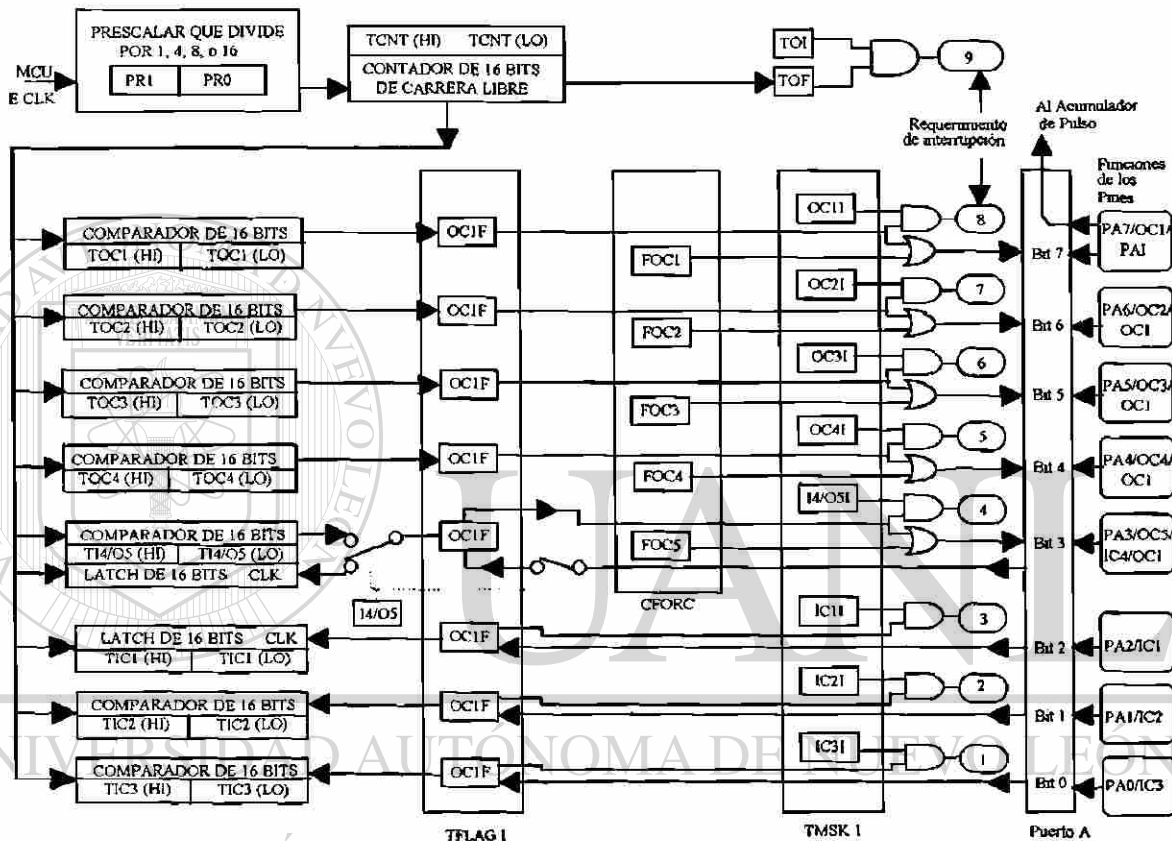 PRESCALAR QUE DIVIDE
POR 1, 4, 8, o 16
PR1 PR0
MCU
E CLK
TCNT (HI) TCNT (LO)
CONTADOR DE 16 BITS
DE CARRERA LIBRE
TOI
TOF
9
Requerimiento
de interrupción
Al Acumulador
de Pulso
Funciones
de los
Pines
COMPARADOR DE 16 BITS
TOC1 (HI) TOC1 (LO)
OC1F
FOC1
OC1I
8
Bit 7
PA7/OC1/
PAI
COMPARADOR DE 16 BITS
TOC2 (HI) TOC2 (LO)
OC1F
FOC2
OC2I
7
Bit 6
PA6/OC2/
OC1
COMPARADOR DE 16 BITS
TOC3 (HI) TOC3 (LO)
OC1F
FOC3
OC3I
6
Bit 5
PA5/OC3/
OC1
COMPARADOR DE 16 BITS
TOC4 (HI) TOC4 (LO)
OC1F
FOC4
OC4I
5
Bit 4
PA4/OC4/
OC1
COMPARADOR DE 16 BITS
TI4/O5 (HI) TI4/O5 (LO)
LATCH DE 16 BITS CLK
OC1F
FOC5
I4/O5I
4
Bit 3
PA3/OC5/
IC4/OC1
I4/O5
CFORC
LATCH DE 16 BITS CLK
TIC1 (HI) TIC1 (LO)
OC1F
IC1I
3
Bit 2
PA2/IC1
COMPARADOR DE 16 BITS
TIC2 (HI) TIC2 (LO)
OC1F
IC2I
2
Bit 1
PA1/IC2
COMPARADOR DE 16 BITS
TIC3 (HI) TIC3 (LO)
OC1F
IC3I
1
Bit 0
PA0/IC3
TFLAG 1
TMSK 1
Puerto A
UANL
UNIVERSIDAD AUTÓNOMA DE NUEVO LEÓN